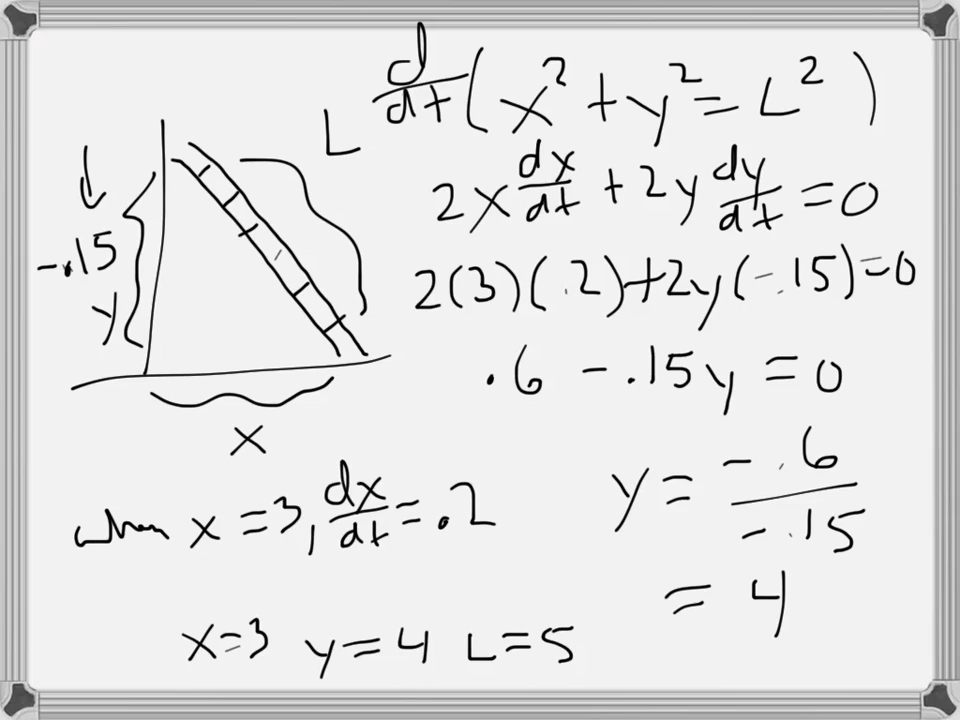 d/dt (x² + y² = L²)
L
2x dx/dt + 2y dy/dt = 0
-.15
2(3)(.2)+2y(-.15)=0
y
.6 - .15y = 0
x
y = -.6/-.15
when x = 3, dx/dt = .2
= 4
x=3 y=4 L=5